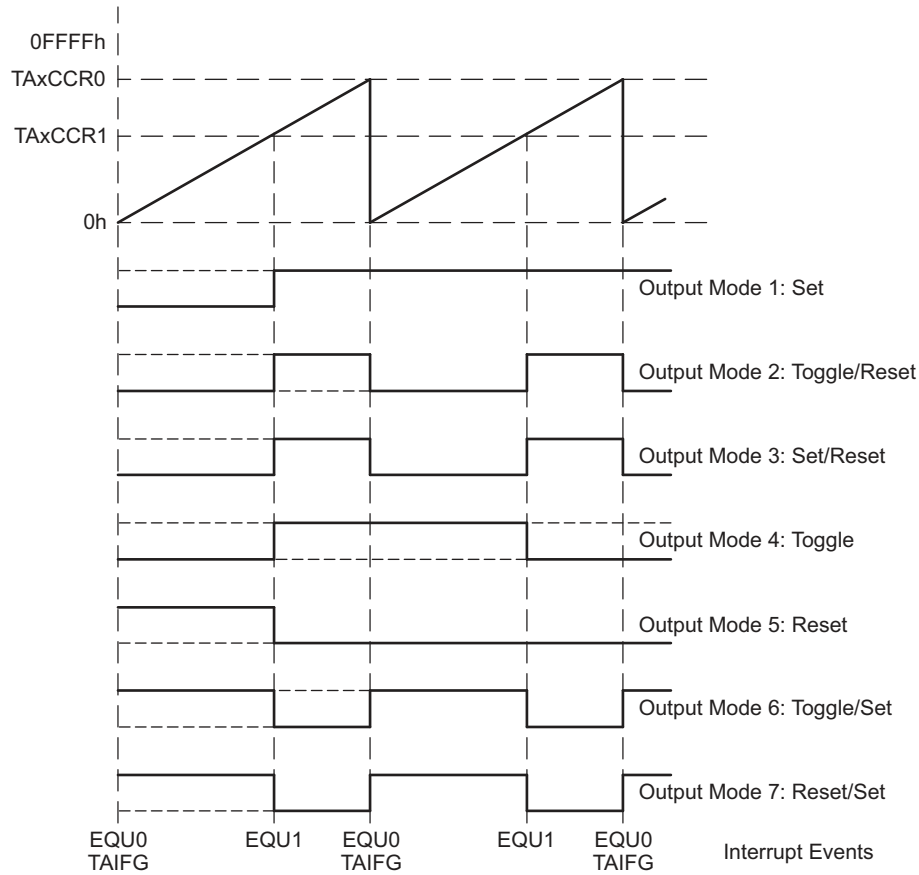 0FFFFh
TAxCCR0
TAxCCR1
0h
Output Mode 1: Set
Output Mode 2: Toggle/Reset
Output Mode 3: Set/Reset
Output Mode 4: Toggle
Output Mode 5: Reset
Output Mode 6: Toggle/Set
Output Mode 7: Reset/Set
EQU0 EQU1 EQU0 EQU1 EQU0
TAIFG TAIFG TAIFG
Interrupt Events